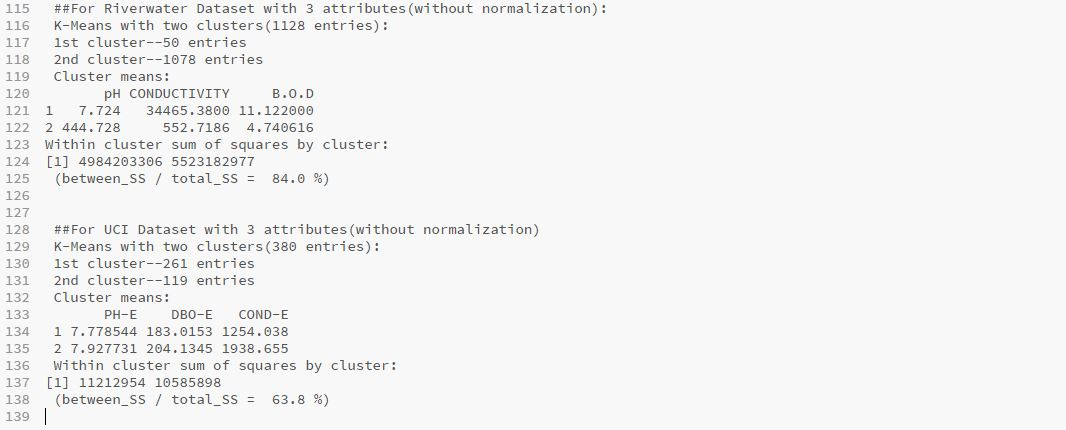 115 ##For Riverwater Dataset with 3 attributes(without normalization):
116 K-Means with two clusters(1128 entries):
117 1st cluster--50 entries
118 2nd cluster--1078 entries
119 Cluster means:
120 pH CONDUCTIVITY B.O.D
121 1 7.724 34465.3800 11.122000
122 2 444.728 552.7186 4.740616
123 Within cluster sum of squares by cluster:
124 [1] 4984203306 5523182977
125 (between_SS / total_SS = 84.0 %)
126
127
128 ##For UCI Dataset with 3 attributes(without normalization)
129 K-Means with two clusters(380 entries):
130 1st cluster--261 entries
131 2nd cluster--119 entries
132 Cluster means:
133 PH-E DBO-E COND-E
134 1 7.778544 183.0153 1254.038
135 2 7.927731 204.1345 1938.655
136 Within cluster sum of squares by cluster:
137 [1] 11212954 10585898
138 (between_SS / total_SS = 63.8 %)
139